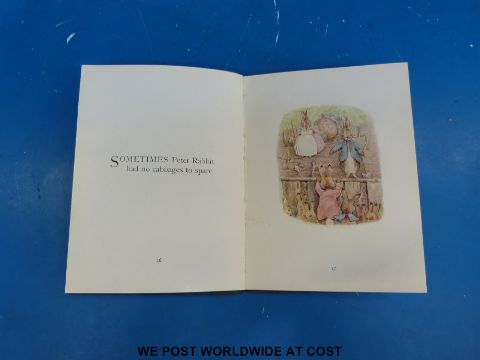 SOMETIMES Peter Rabbit
had no cabbages to spare
16
17
WE POST WORLDWIDE AT COST